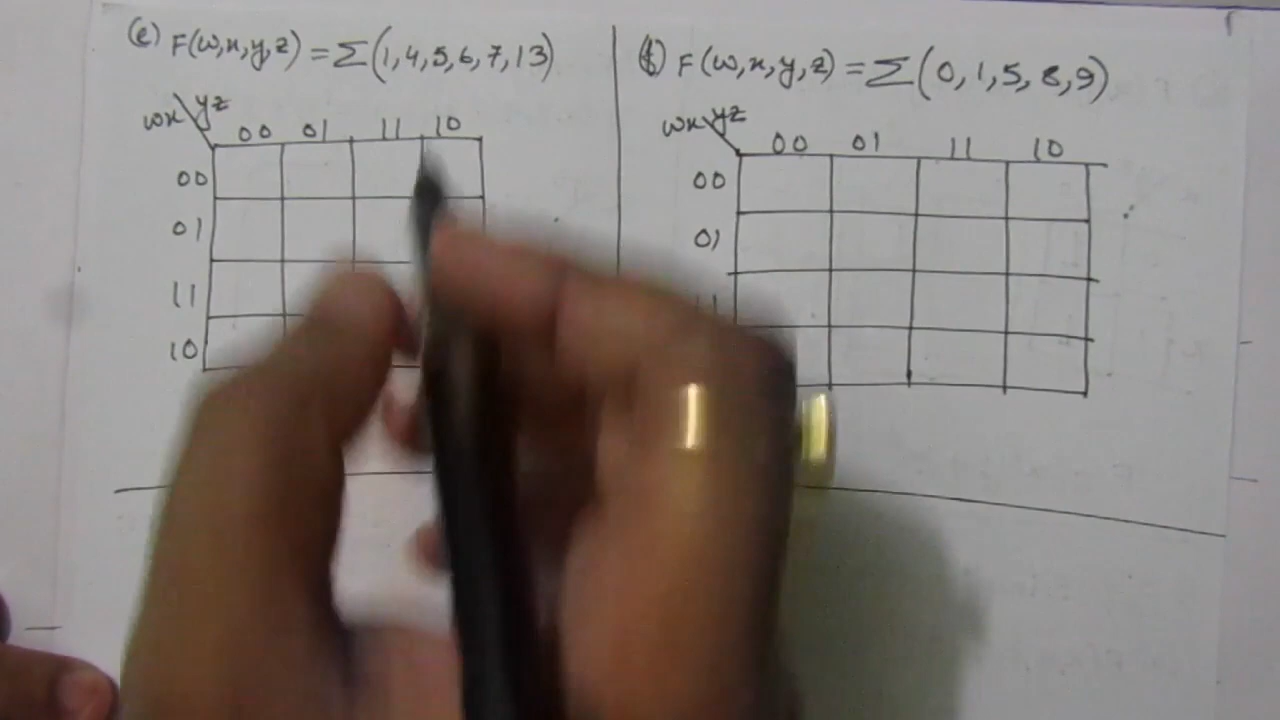 (e) F(w,x,y,z) = Σ(1,4,5,6,7,13)
wx yz
00 01 11 10
00
01
11
10
(f) F(w,x,y,z) = Σ(0,1,5,8,9)
wx yz
00 01 11 10
00
01